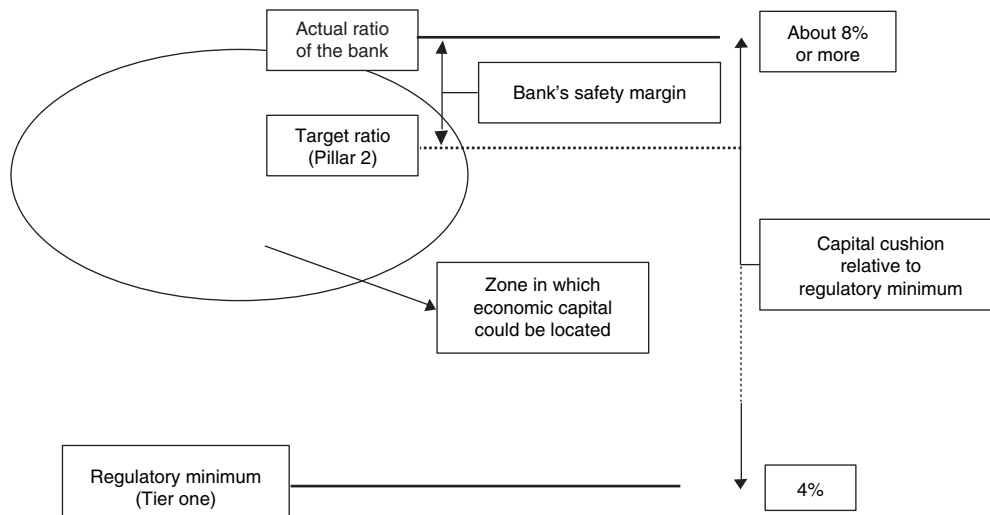 Actual ratio
of the bank
About 8%
or more
Bank's safety margin
Target ratio
(Pillar 2)
Capital cushion
relative to
regulatory minimum
Zone in which
economic capital
could be located
Regulatory minimum
(Tier one)
4%